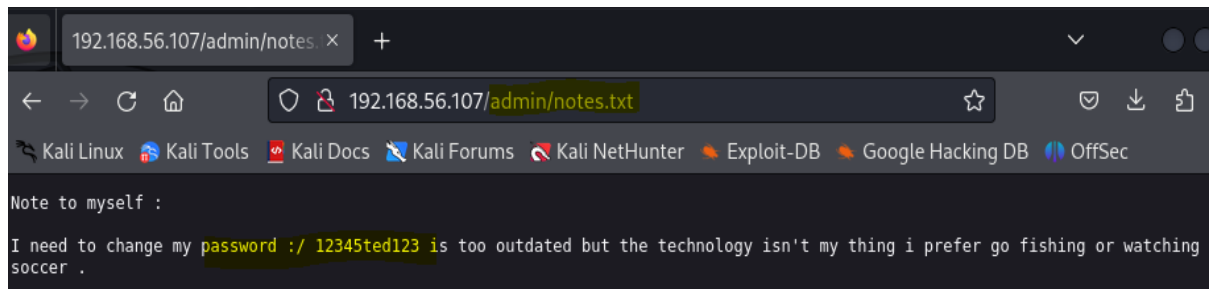 192.168.56.107/admin/notes.
192.168.56.107/admin/notes.txt
Kali Linux Kali Tools Kali Docs Kali Forums Kali NetHunter Exploit-DB Google Hacking DB OffSec
Note to myself :
I need to change my password :/ 12345ted123 is too outdated but the technology isn't my thing i prefer go fishing or watching
soccer .